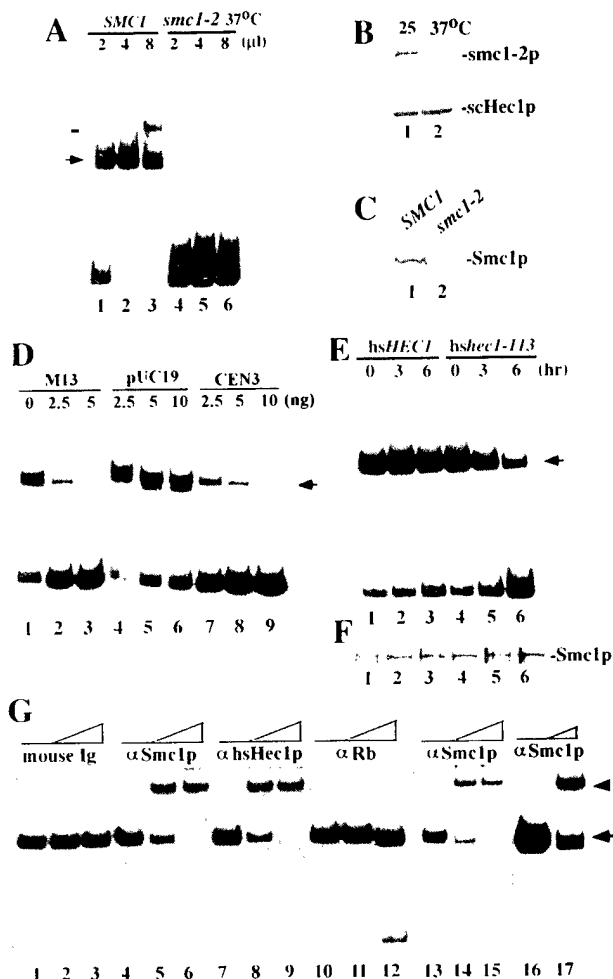 A
SMC1 smc1-2 37°C
2 4 8 2 4 8 (µl)
1 2 3 4 5 6
B
25 37°C
-smc1-2p
-scHec1p
1 2
C
SMC1 smc1-2
-Smc1p
1 2
D
M13 pUC19 CEN3
0 2.5 5 2.5 5 10 2.5 5 10 (ng)
1 2 3 4 5 6 7 8 9
E
hsHEC1 hshec1-113
0 3 6 0 3 6 (hr)
1 2 3 4 5 6
F
-Smc1p
1 2 3 4 5 6
G
mouse Ig αSmc1p αhsHec1p αRb αSmc1p αSmc1p
1 2 3 4 5 6 7 8 9 10 11 12 13 14 15 16 17